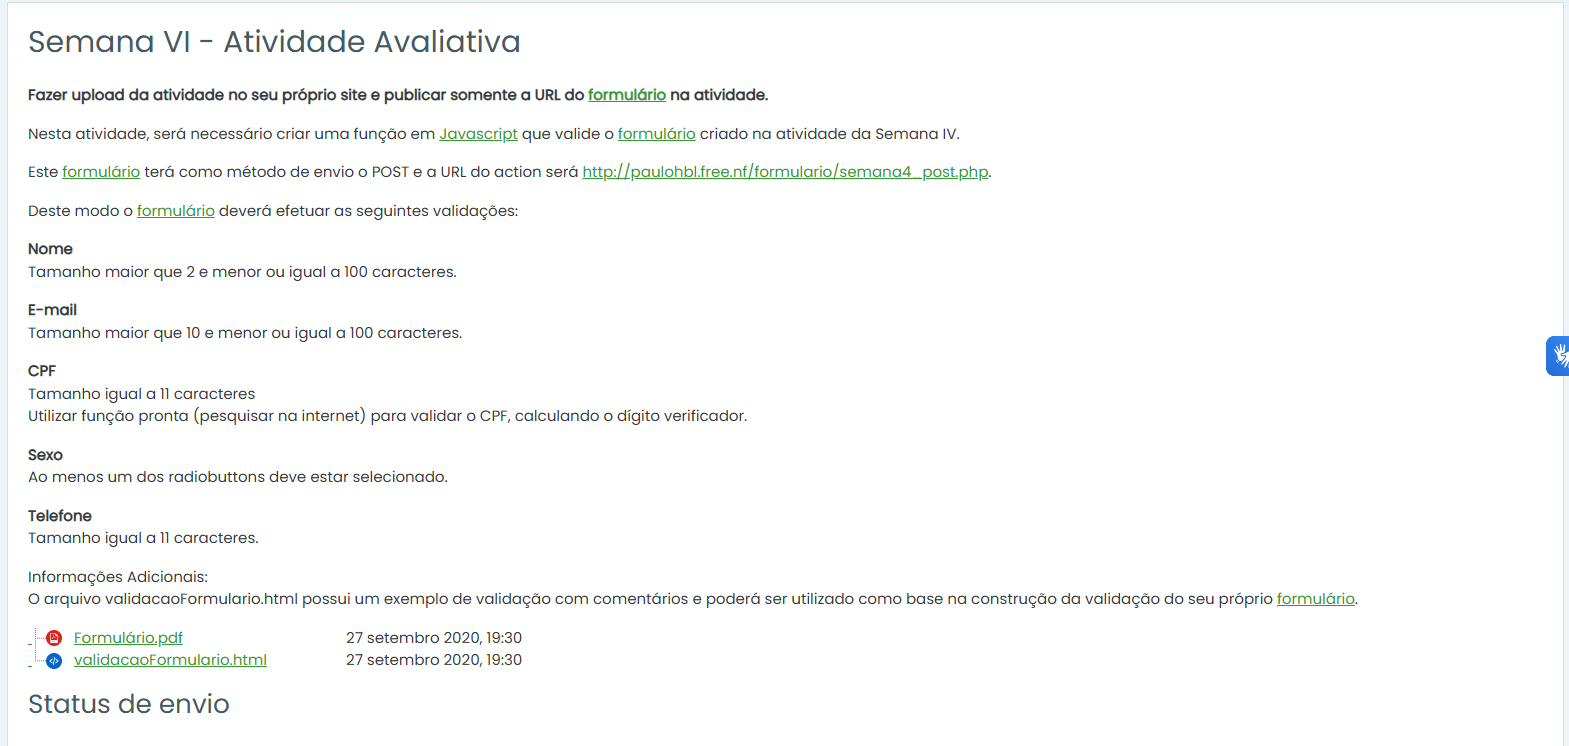 Semana VI - Atividade Avaliativa
Fazer upload da atividade no seu próprio site e publicar somente a URL do formulário na atividade.
Nesta atividade, será necessário criar uma função em Javascript que valide o formulário criado na atividade da Semana IV.
Este formulário terá como método de envio o POST e a URL do action será http://paulohbl.free.nf/formulario/semana4_post.php.
Deste modo o formulário deverá efetuar as seguintes validações:
Nome
Tamanho maior que 2 e menor ou igual a 100 caracteres.
E-mail
Tamanho maior que 10 e menor ou igual a 100 caracteres.
CPF
Tamanho igual a 11 caracteres
Utilizar função pronta (pesquisar na internet) para validar o CPF, calculando o dígito verificador.
Sexo
Ao menos um dos radiobuttons deve estar selecionado.
Telefone
Tamanho igual a 11 caracteres.
Informações Adicionais:
O arquivo validacaoFormulario.html possui um exemplo de validação com comentários e poderá ser utilizado como base na construção da validação do seu próprio formulário.
Formulário.pdf 27 setembro 2020, 19:30
validacaoFormulario.html 27 setembro 2020, 19:30
Status de envio